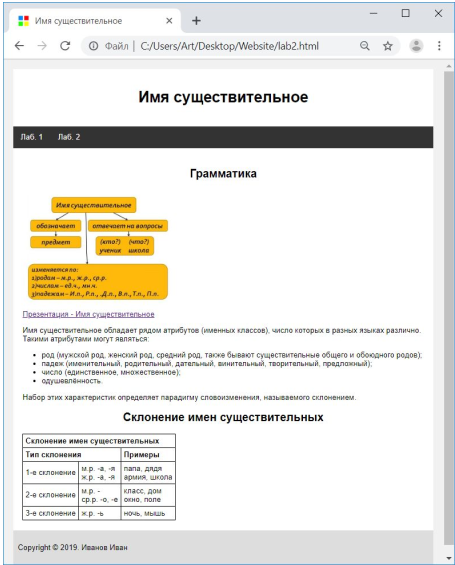 Имя существительное
Файл | C:/Users/Art/Desktop/Website/lab2.html
Имя существительное
Лаб. 1 Лаб. 2
Грамматика
Имя существительное
обозначает отвечает на вопросы
предмет (кто?) (что?)
ученик школа
изменяется по:
1)родам – м.р., ж.р., ср.р.
2)числам – ед.ч., мн.ч.
3)падежам – И.п., Р.п., .Д.п., В.п., Т.п., П.п.
Презентация - Имя существительное
Имя существительное обладает рядом атрибутов (именных классов), число которых в разных языках различно.
Такими атрибутами могут являться:
• род (мужской род, женский род, средний род, также бывают существительные общего и обоюдного родов);
• падеж (именительный, родительный, дательный, винительный, творительный, предложный);
• число (единственное, множественное);
• одушевлённость.
Набор этих характеристик определяет парадигму словоизменения, называемого склонением.
Склонение имен существительных
Склонение имен существительных
Тип склонения Примеры
1-е склонение м.р. -а, -я папа, дядя
ж.р. -а, -я армия, школа
2-е склонение м.р. - класс, дом
ср.р. -о, -е окно, поле
3-е склонение ж.р. -ь ночь, мышь
Copyright © 2019. Иванов Иван